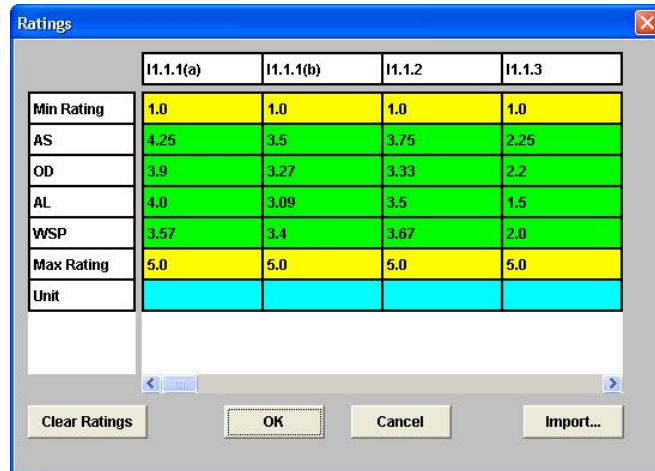 Ratings
I1.1.1(a) I1.1.1(b) I1.1.2 I1.1.3
Min Rating 1.0 1.0 1.0 1.0
AS 4.25 3.5 3.75 2.25
OD 3.9 3.27 3.33 2.2
AL 4.0 3.09 3.5 1.5
WSP 3.57 3.4 3.67 2.0
Max Rating 5.0 5.0 5.0 5.0
Unit
Clear Ratings OK Cancel Import...